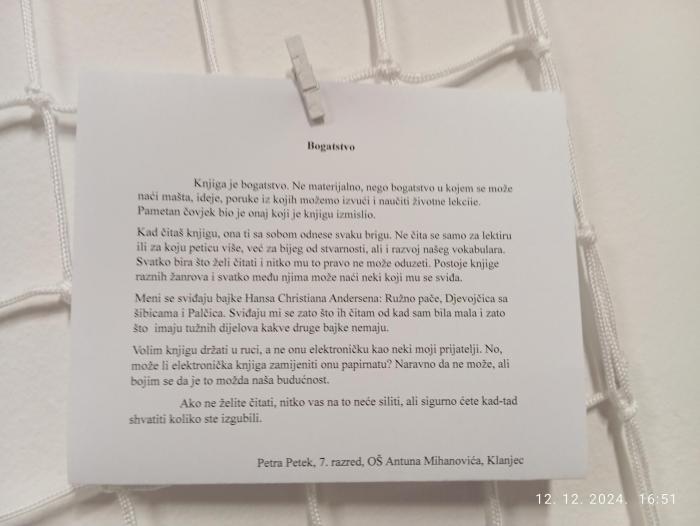 Bogatstvo
Knjiga je bogatstvo. Ne materijalno, nego bogatstvo u kojem se može
naći mašta, ideje, poruke iz kojih možemo izvući i naučiti životne lekcije.
Pametan čovjek bio je onaj koji je knjigu izmislio.
Kad čitaš knjigu, ona ti sa sobom odnese svaku brigu. Ne čita se samo za lektiru
ili za koju peticu više, već za bijeg od stvarnosti, ali i razvoj našeg vokabulara.
Svatko bira što želi čitati i nitko mu to pravo ne može oduzeti. Postoje knjige
raznih žanrova i svatko među njima može naći neki koji mu se sviđa.
Meni se sviđaju bajke Hansa Christiana Andersena: Ružno pače, Djevojčica sa
šibicama i Palčica. Sviđaju mi se zato što ih čitam od kad sam bila mala i zato
što imaju tužnih dijelova kakve druge bajke nemaju.
Volim knjigu držati u ruci, a ne onu elektroničku kao neki moji prijatelji. No,
može li elektronička knjiga zamijeniti onu papirnatu? Naravno da ne može, ali
bojim se da je to možda naša budućnost.
Ako ne želite čitati, nitko vas na to neće siliti, ali sigurno ćete kad-tad
shvatiti koliko ste izgubili.
Petra Petek, 7. razred, OŠ Antuna Mihanovića, Klanjec
12. 12. 2024. 16:51